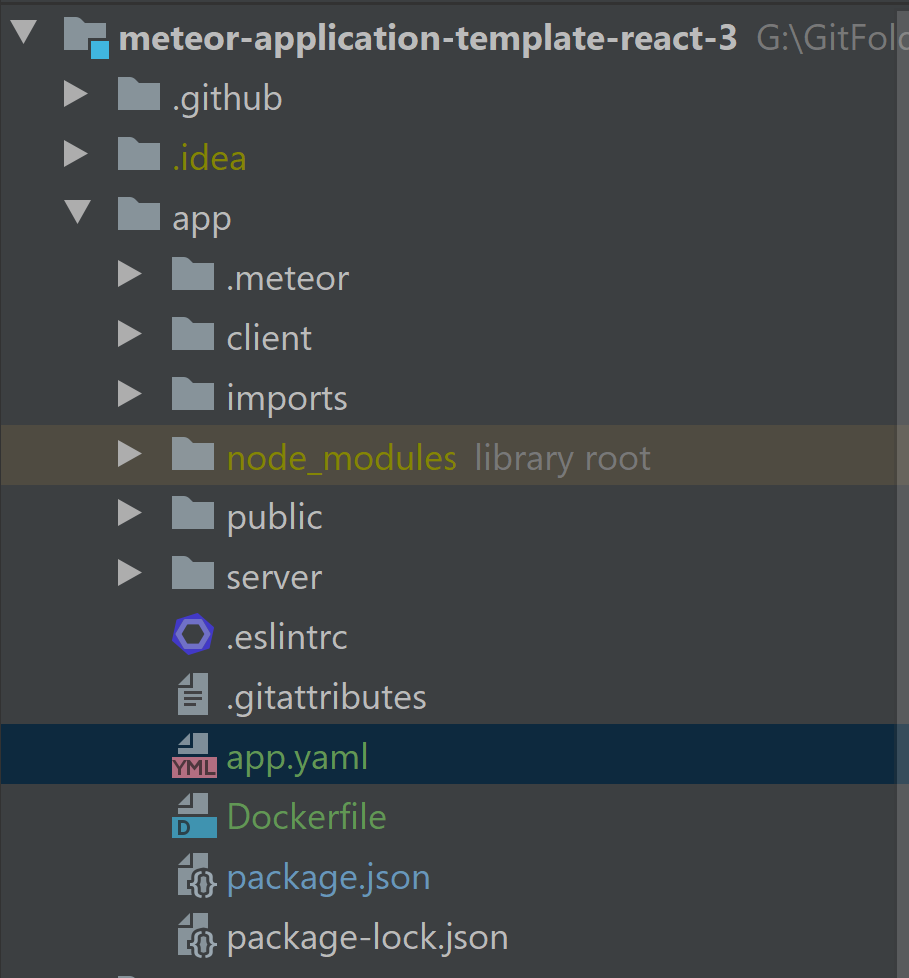 meteor-application-template-react-3 G:\GitFol
.github
.idea
app
.meteor
client
imports
node_modules library root
public
server
.eslintrc
.gitattributes
YML app.yaml
D Dockerfile
package.json
package-lock.json